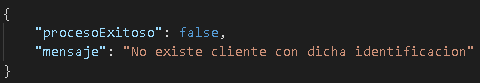 {
    "procesoExitoso": false,
    "mensaje": "No existe cliente con dicha identificacion"
}